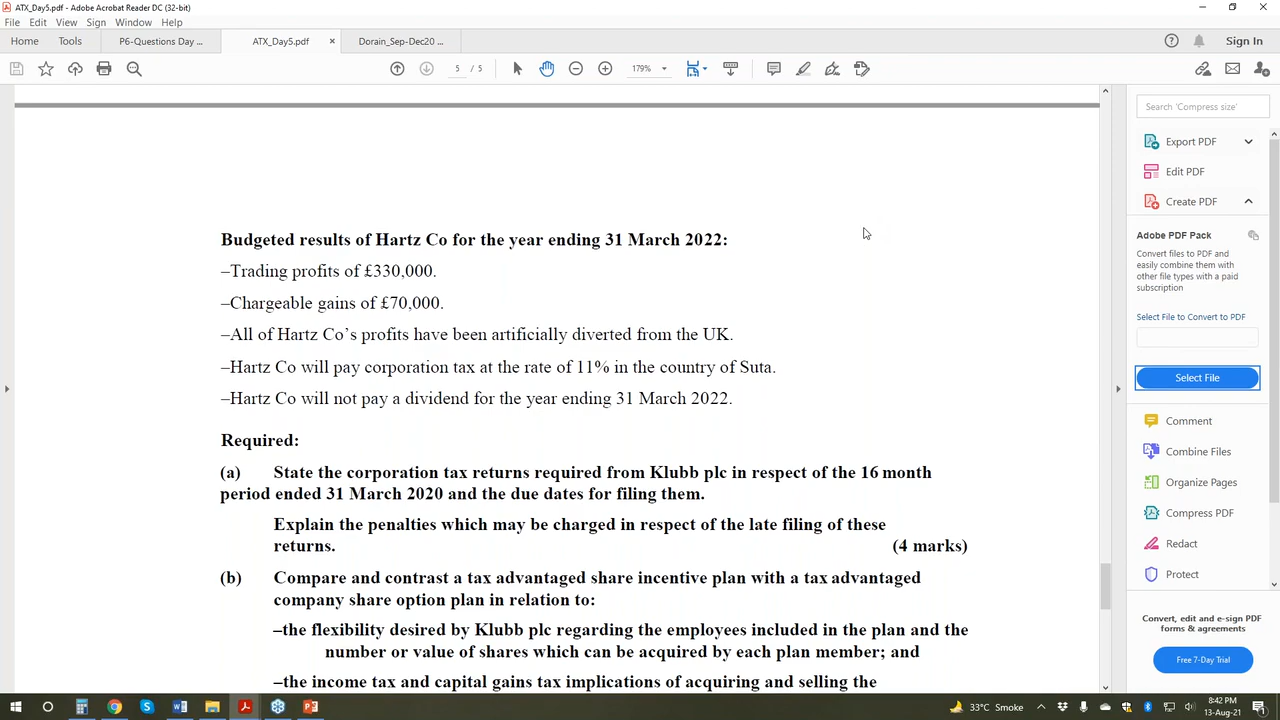 ATX_Day5.pdf - Adobe Acrobat Reader DC (32-bit)
File Edit View Sign Window Help
Home Tools P6-Questions Day ... ATX_Day5.pdf × Dorain_Sep-Dec20 ... Sign In
5 / 5 179%
Budgeted results of Hartz Co for the year ending 31 March 2022:
–Trading profits of £330,000.
–Chargeable gains of £70,000.
–All of Hartz Co’s profits have been artificially diverted from the UK.
–Hartz Co will pay corporation tax at the rate of 11% in the country of Suta.
–Hartz Co will not pay a dividend for the year ending 31 March 2022.
Required:
(a) State the corporation tax returns required from Klubb plc in respect of the 16 month
period ended 31 March 2020 and the due dates for filing them.
Explain the penalties which may be charged in respect of the late filing of these
returns. (4 marks)
(b) Compare and contrast a tax advantaged share incentive plan with a tax advantaged
company share option plan in relation to:
–the flexibility desired by Klubb plc regarding the employees included in the plan and the
number or value of shares which can be acquired by each plan member; and
–the income tax and capital gains tax implications of acquiring and selling the
Search 'Compress size'
Export PDF
Edit PDF
Create PDF
Adobe PDF Pack
Convert files to PDF and
easily combine them with
other file types with a paid
subscription
Select File to Convert to PDF
Select File
Comment
Combine Files
Organize Pages
Compress PDF
Redact
Protect
Convert, edit and e-sign PDF
forms & agreements
Free 7-Day Trial
33°C Smoke
8:42 PM
13-Aug-21